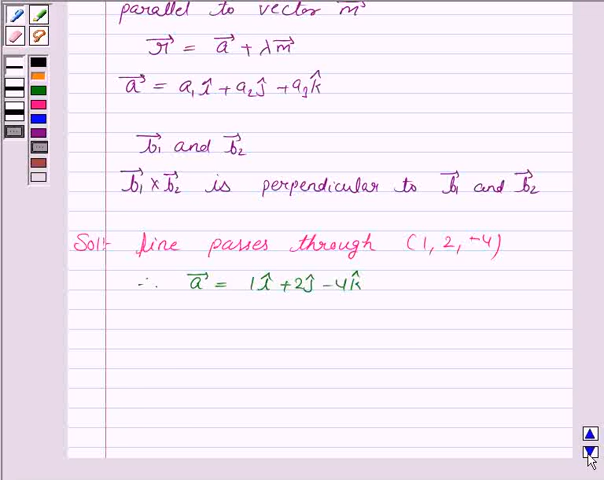 parallel to vector m⃗
r⃗ = a⃗ + λm⃗
a⃗ = a₁î + a₂ĵ + a₃k̂
b⃗₁ and b⃗₂
b⃗₁ × b⃗₂ is perpendicular to b⃗₁ and b⃗₂
Sol:- Line passes through (1, 2, -4)
∴ a⃗ = 1î + 2ĵ - 4k̂